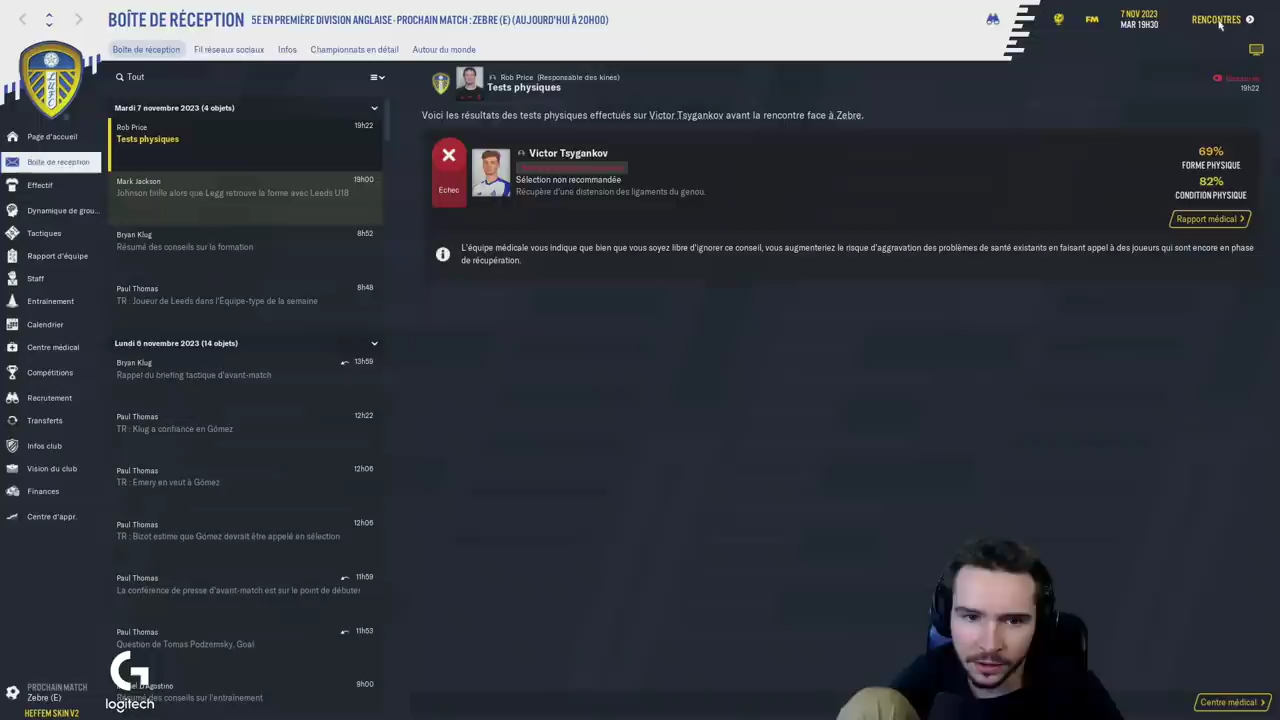 BOÎTE DE RÉCEPTION
5E EN PREMIÈRE DIVISION ANGLAISE - PROCHAIN MATCH : ZEBRE (E) (AUJOURD'HUI À 20H00)
FM
7 NOV 2023
MAR 19H30
RENCONTRES
Boîte de réception
Fil réseaux sociaux
Infos
Championnats en détail
Autour du monde
Page d'accueil
Boîte de réception
Effectif
Dynamique de grou...
Tactiques
Rapport d'équipe
Staff
Entraînement
Calendrier
Centre médical
Compétitions
Recrutement
Transferts
Infos club
Vision du club
Finances
Centre d'appr.
PROCHAIN MATCH
Zebre (E)
HEFFEM SKIN V2
Tout
Mardi 7 novembre 2023 (4 objets)
Rob Price 19h22
Tests physiques
Mark Jackson 19h00
Johnson brille alors que Legg retrouve la forme avec Leeds U18
Bryan Klug 8h52
Résumé des conseils sur la formation
Paul Thomas 8h48
TR : Joueur de Leeds dans l'Équipe-type de la semaine
Lundi 6 novembre 2023 (14 objets)
Bryan Klug 13h59
Rappel du briefing tactique d'avant-match
Paul Thomas 12h22
TR : Klug a confiance en Gómez
Paul Thomas 12h06
TR : Emery en veut à Gómez
Paul Thomas 12h06
TR : Bizot estime que Gómez devrait être appelé en sélection
Paul Thomas 11h59
La conférence de presse d'avant-match est sur le point de débuter
Paul Thomas 11h53
Question de Tomas Podzemsky, Goal
D'Agostino 9h00
Résumé des conseils sur l'entraînement
G
logitech
Rob Price (Responsable des kinés)
Tests physiques
19h22
Voici les résultats des tests physiques effectués sur Victor Tsygankov avant la rencontre face à Zebre.
Échec
Victor Tsygankov
Sélection non recommandée
Récupère d'une distension des ligaments du genou.
69%
FORME PHYSIQUE
82%
CONDITION PHYSIQUE
Rapport médical
L'équipe médicale vous indique que bien que vous soyez libre d'ignorer ce conseil, vous augmenteriez le risque d'aggravation des problèmes de santé existants en faisant appel à des joueurs qui sont encore en phase
de récupération.
Centre médical